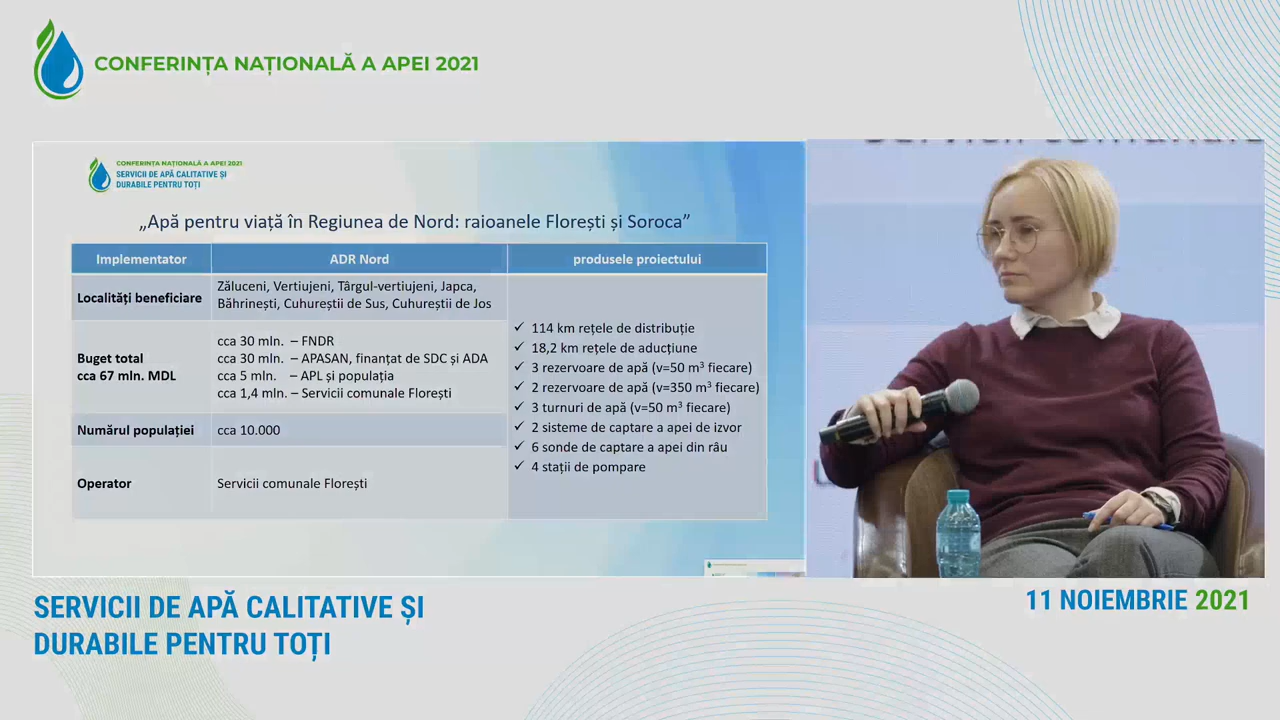 CONFERINȚA NAȚIONALĂ A APEI 2021
CONFERINȚA NAȚIONALĂ A APEI 2021
SERVICII DE APĂ CALITATIVE ȘI
DURABILE PENTRU TOȚI
„Apă pentru viață în Regiunea de Nord: raioanele Florești și Soroca”
Implementator
ADR Nord
produsele proiectului
Localități beneficiare
Zăluceni, Vertiujeni, Târgul-vertiujeni, Japca,
Băhrinești, Cuhureștii de Sus, Cuhureștii de Jos
Buget total
cca 67 mln. MDL
cca 30 mln. – FNDR
cca 30 mln. – APASAN, finanțat de SDC și ADA
cca 5 mln. – APL și populația
cca 1,4 mln. – Servicii comunale Florești
Numărul populației
cca 10.000
Operator
Servicii comunale Florești
✓ 114 km rețele de distribuție
✓ 18,2 km rețele de aducțiune
✓ 3 rezervoare de apă (v=50 m³ fiecare)
✓ 2 rezervoare de apă (v=350 m³ fiecare)
✓ 3 turnuri de apă (v=50 m³ fiecare)
✓ 2 sisteme de captare a apei de izvor
✓ 6 sonde de captare a apei din râu
✓ 4 stații de pompare
SERVICII DE APĂ CALITATIVE ȘI
DURABILE PENTRU TOȚI
11 NOIEMBRIE 2021